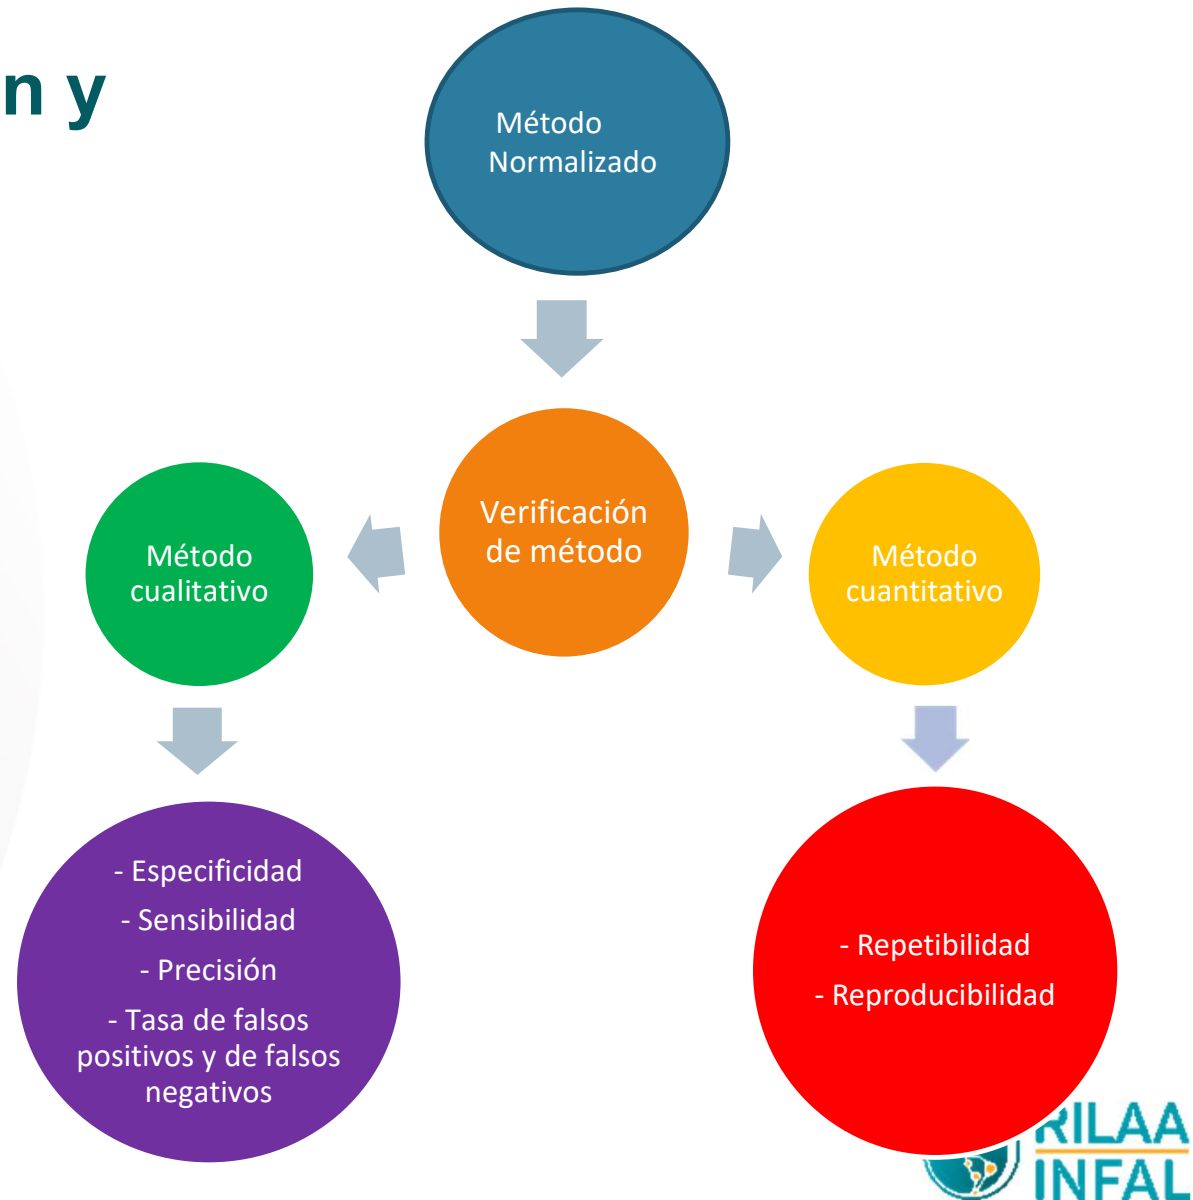 n y
Método
Normalizado
Verificación
de método
Método
cualitativo
Método
cuantitativo
- Especificidad
- Sensibilidad
- Precisión
- Tasa de falsos
positivos y de falsos
negativos
- Repetibilidad
- Reproducibilidad
RILAA
INFAL